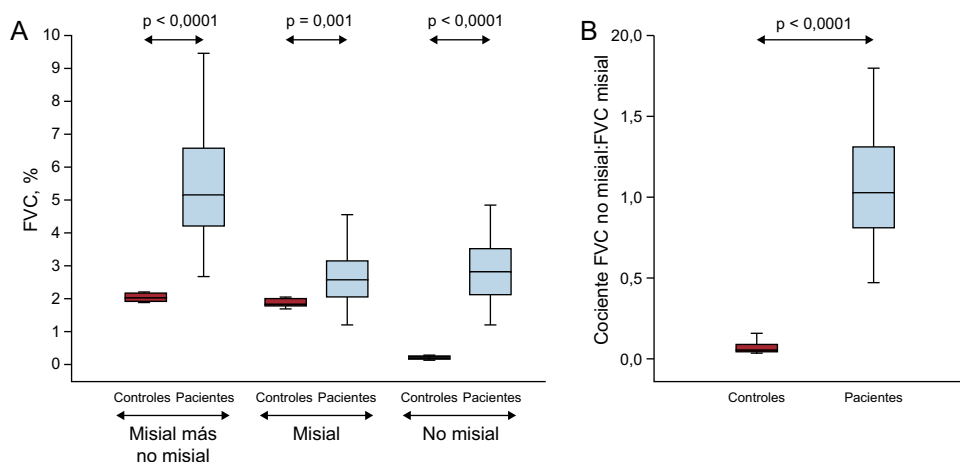 A
p < 0,0001
p = 0,001
p < 0,0001
FVC, %
10
9
8
7
6
5
4
3
2
1
0
Controles Pacientes
Controles Pacientes
Controles Pacientes
Misial más
no misial
Misial
No misial
B
p < 0,0001
Cociente FVC no misial:FVC misial
20,0
1,5
1,0
0,5
0,0
Controles
Pacientes